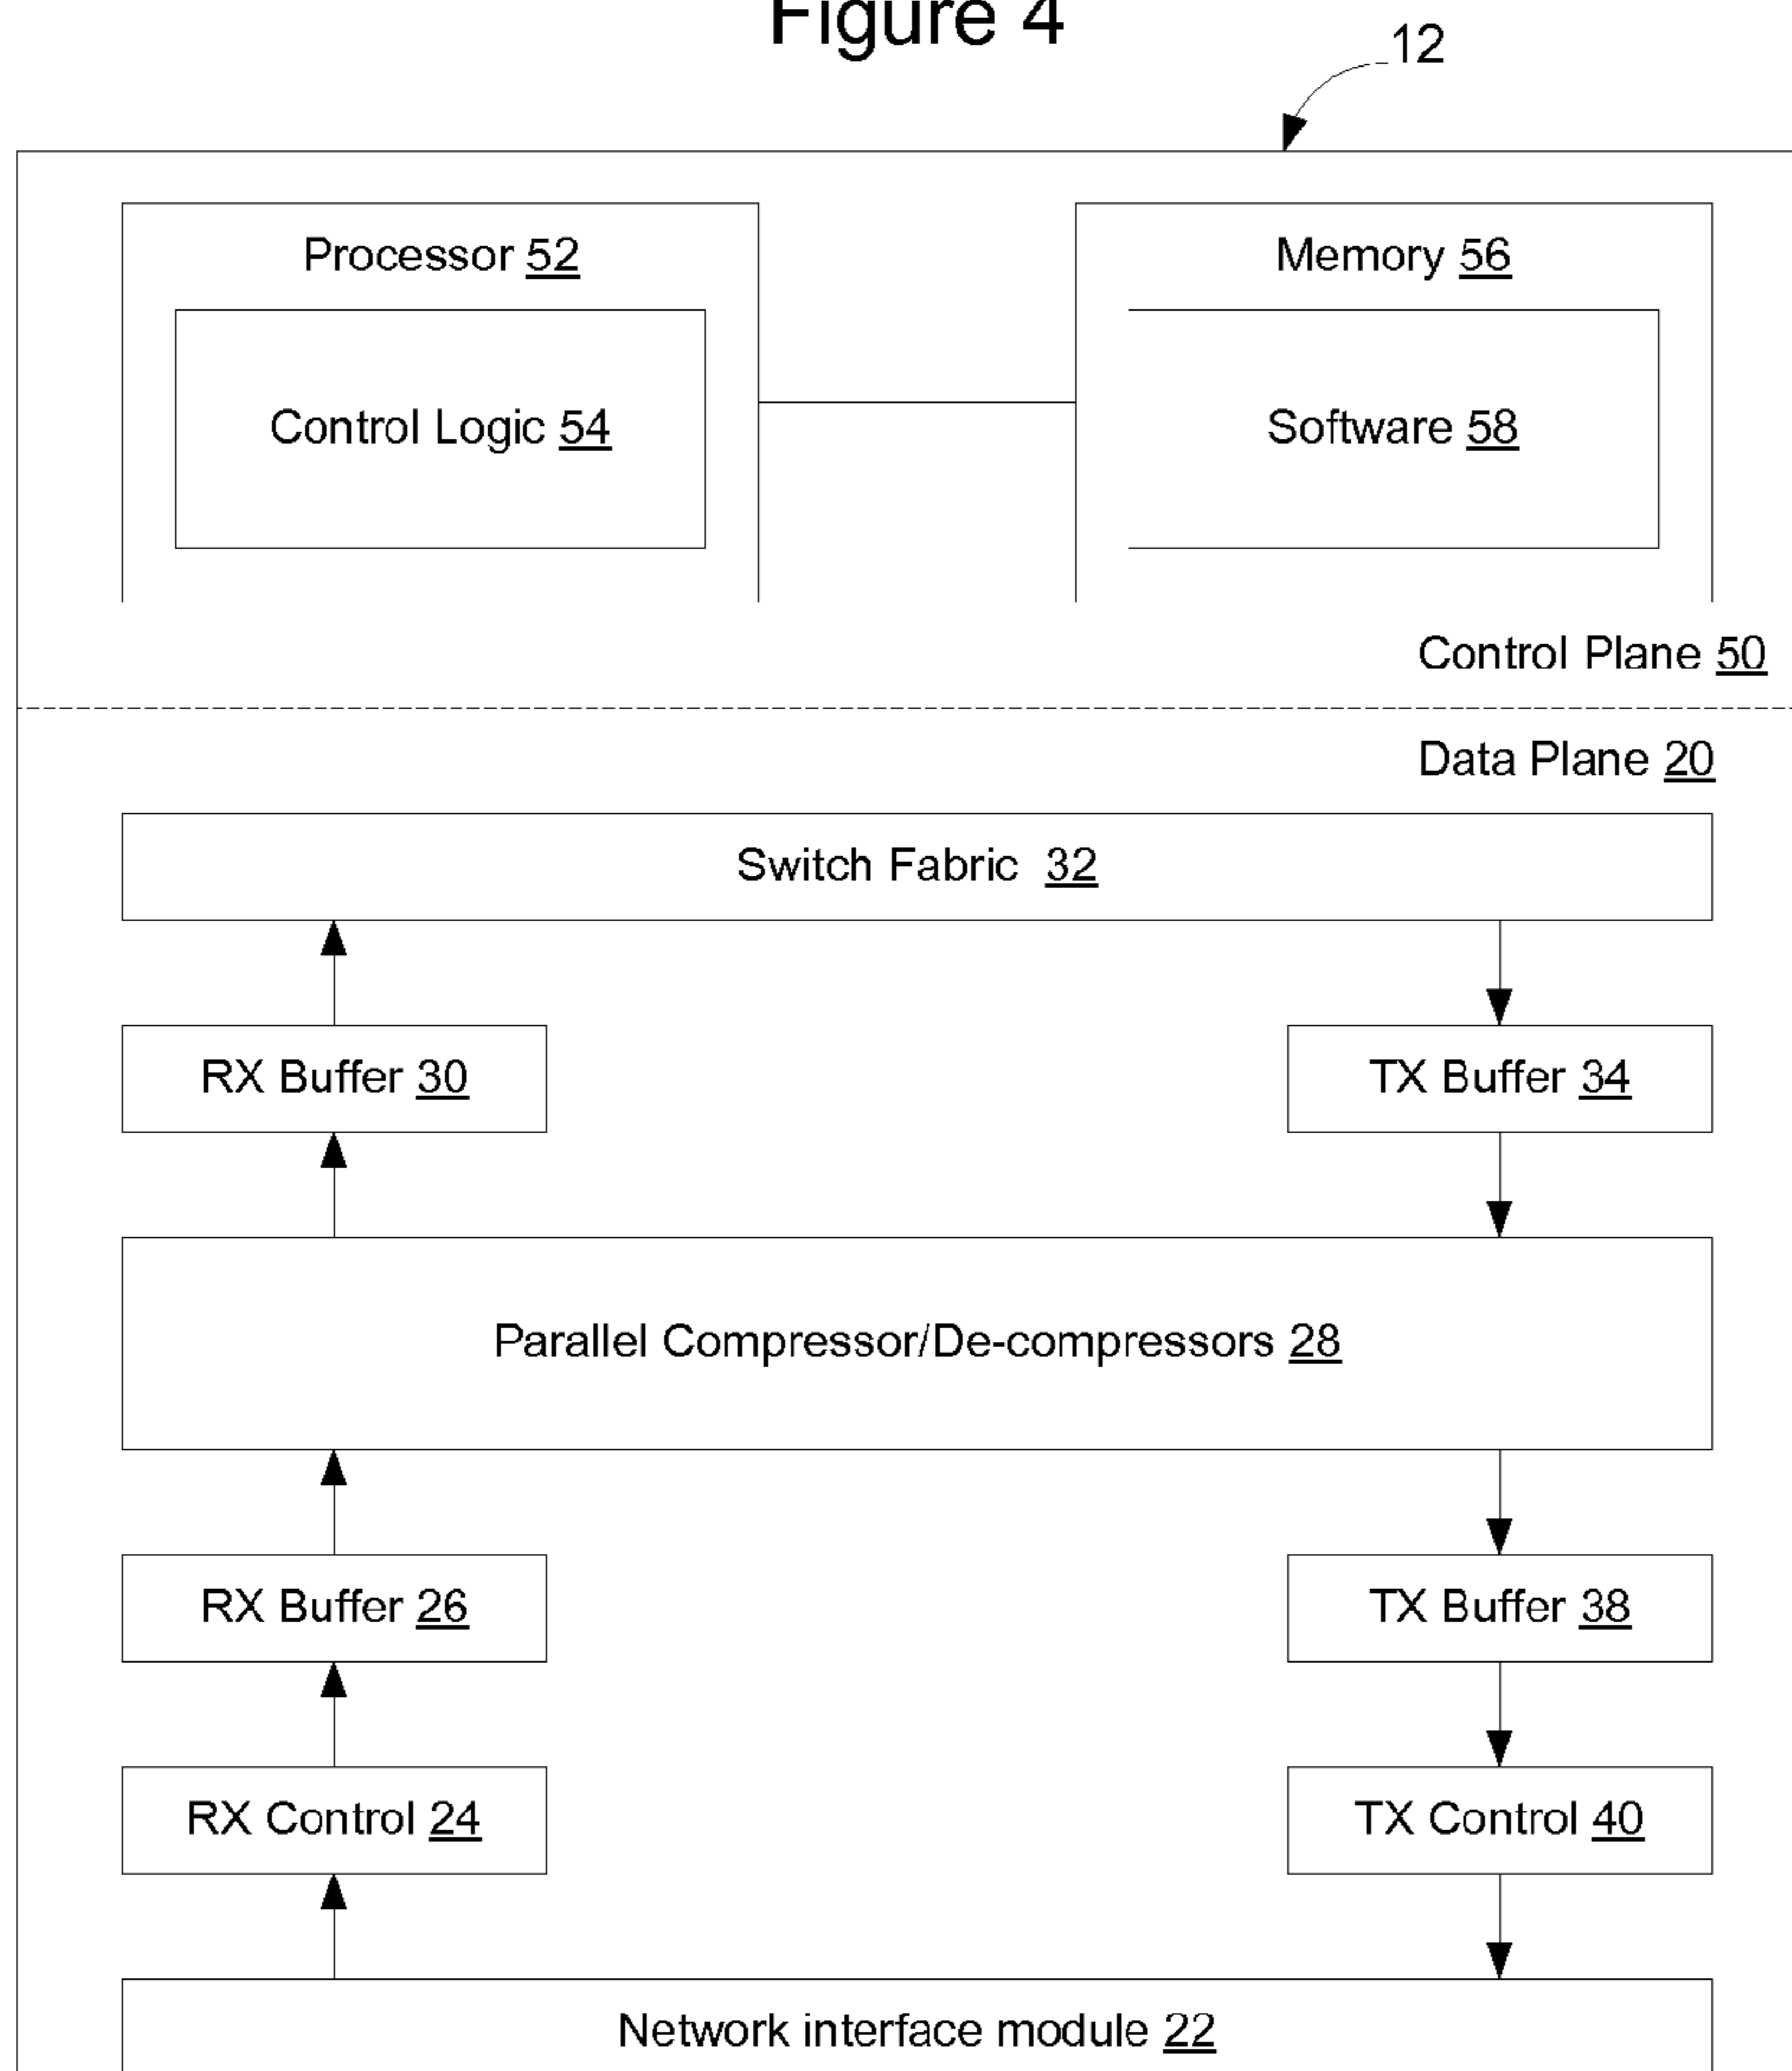 Figure 4
12
Processor 52
Memory 56
Control Logic 54
Software 58
Control Plane 50
Data Plane 20
Switch Fabric 32
RX Buffer 30
TX Buffer 34
Parallel Compressor/De-compressors 28
RX Buffer 26
TX Buffer 38
RX Control 24
TX Control 40
Network interface module 22